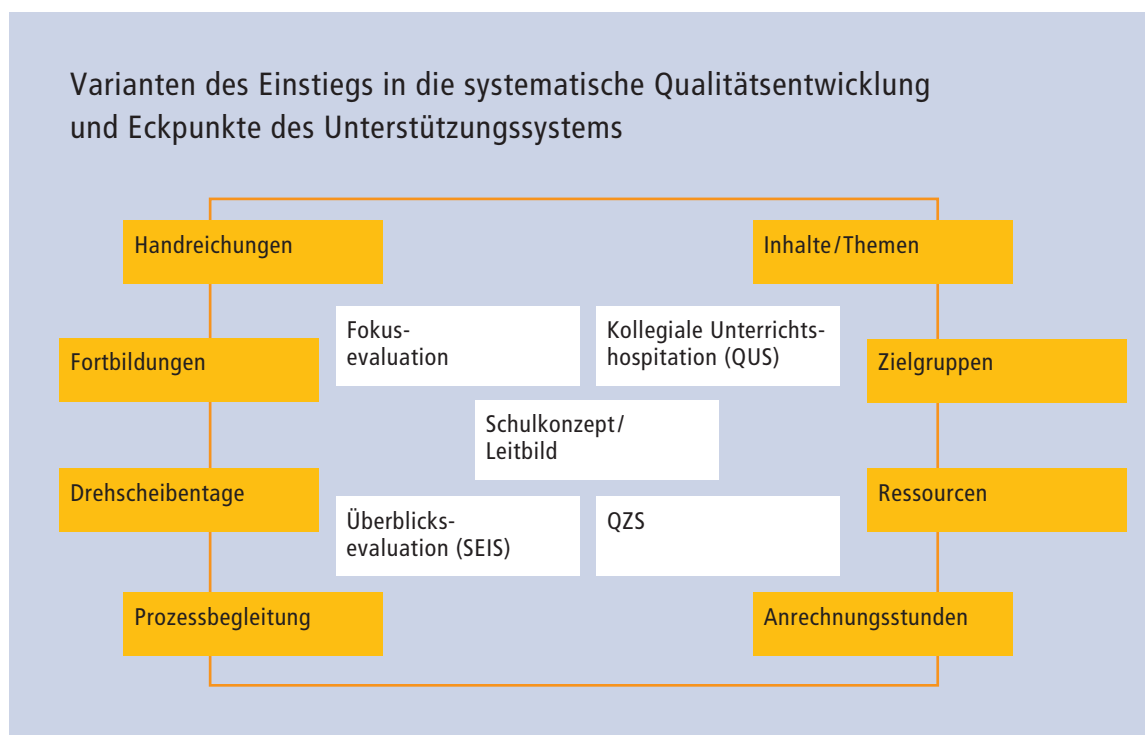 Varianten des Einstiegs in die systematische Qualitätsentwicklung
und Eckpunkte des Unterstützungssystems
Handreichungen
Inhalte/Themen
Fokus-
evaluation
Kollegiale Unterrichts-
hospitation (QUS)
Fortbildungen
Zielgruppen
Schulkonzept/
Leitbild
Drehscheibentage
Ressourcen
Überblicks-
evaluation (SEIS)
QZS
Prozessbegleitung
Anrechnungsstunden